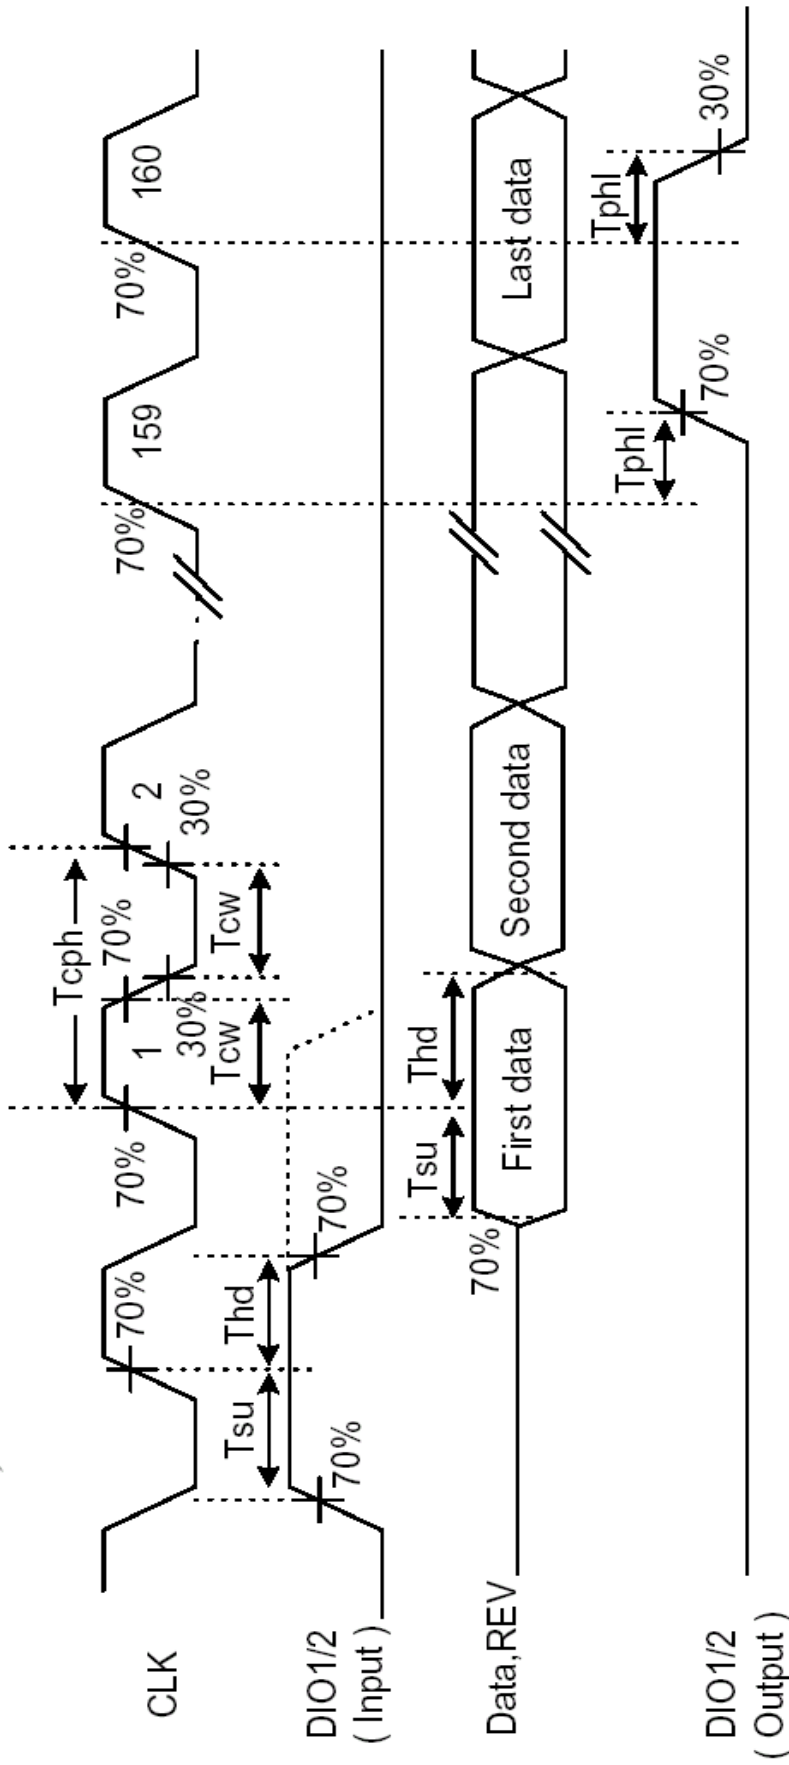 Tcph
CLK
70%
70%
1
70%
2
70%
159
70%
160
30%
30%
Tcw
Tcw
DIO1/2
( Input )
Tsu
Thd
70%
70%
Tsu
Thd
Data,REV
70%
First data
Second data
Last data
Tphl
Tphl
DIO1/2
( Output )
70%
30%